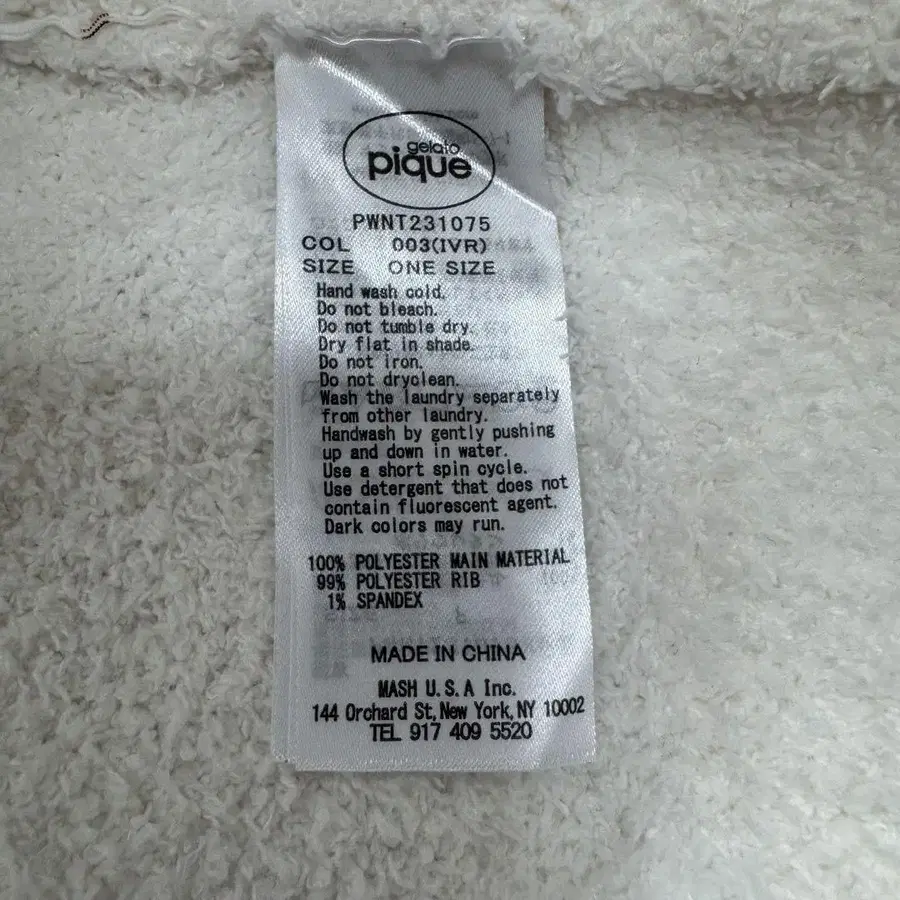 gelato
pique
PWNT231075
COL 003(IVR)
SIZE ONE SIZE
Hand wash cold.
Do not bleach.
Do not tumble dry.
Dry flat in shade.
Do not iron.
Do not dryclean.
Wash the laundry separately
from other laundry.
Handwash by gently pushing
up and down in water.
Use a short spin cycle.
Use detergent that does not
contain fluorescent agent.
Dark colors may run.
100% POLYESTER MAIN MATERIAL
99% POLYESTER RIB
1% SPANDEX
MADE IN CHINA
MASH U.S.A Inc.
144 Orchard St, New York, NY 10002
TEL 917 409 5520